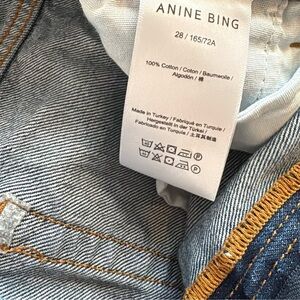 ANINE BING
28 / 165/72A
100% Cotton / Coton / Baumwolle /
Algodón / 棉
Made in Turkey / Fabriqué en Turquie /
Hergestellt In der Türkei /
Fabricado en Turquía / 土耳其制造